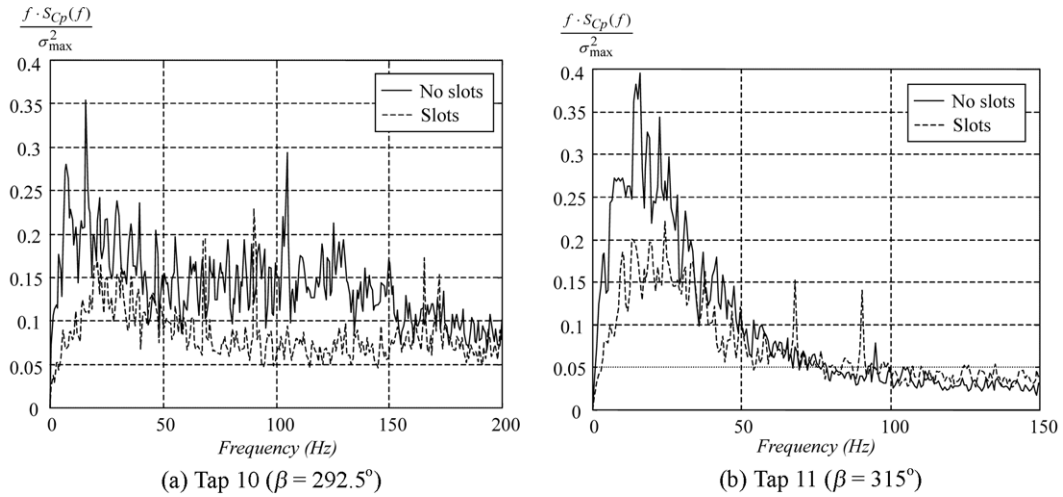 f · S_Cp(f)
σ²_max
0.4
0.35
0.3
0.25
0.2
0.15
0.1
0.05
0
No slots
Slots
0 50 100 150 200
Frequency (Hz)
(a) Tap 10 (β = 292.5°)
f · S_Cp(f)
σ²_max
0.4
0.35
0.3
0.25
0.2
0.15
0.1
0.05
0
No slots
Slots
0 50 100 150
Frequency (Hz)
(b) Tap 11 (β = 315°)